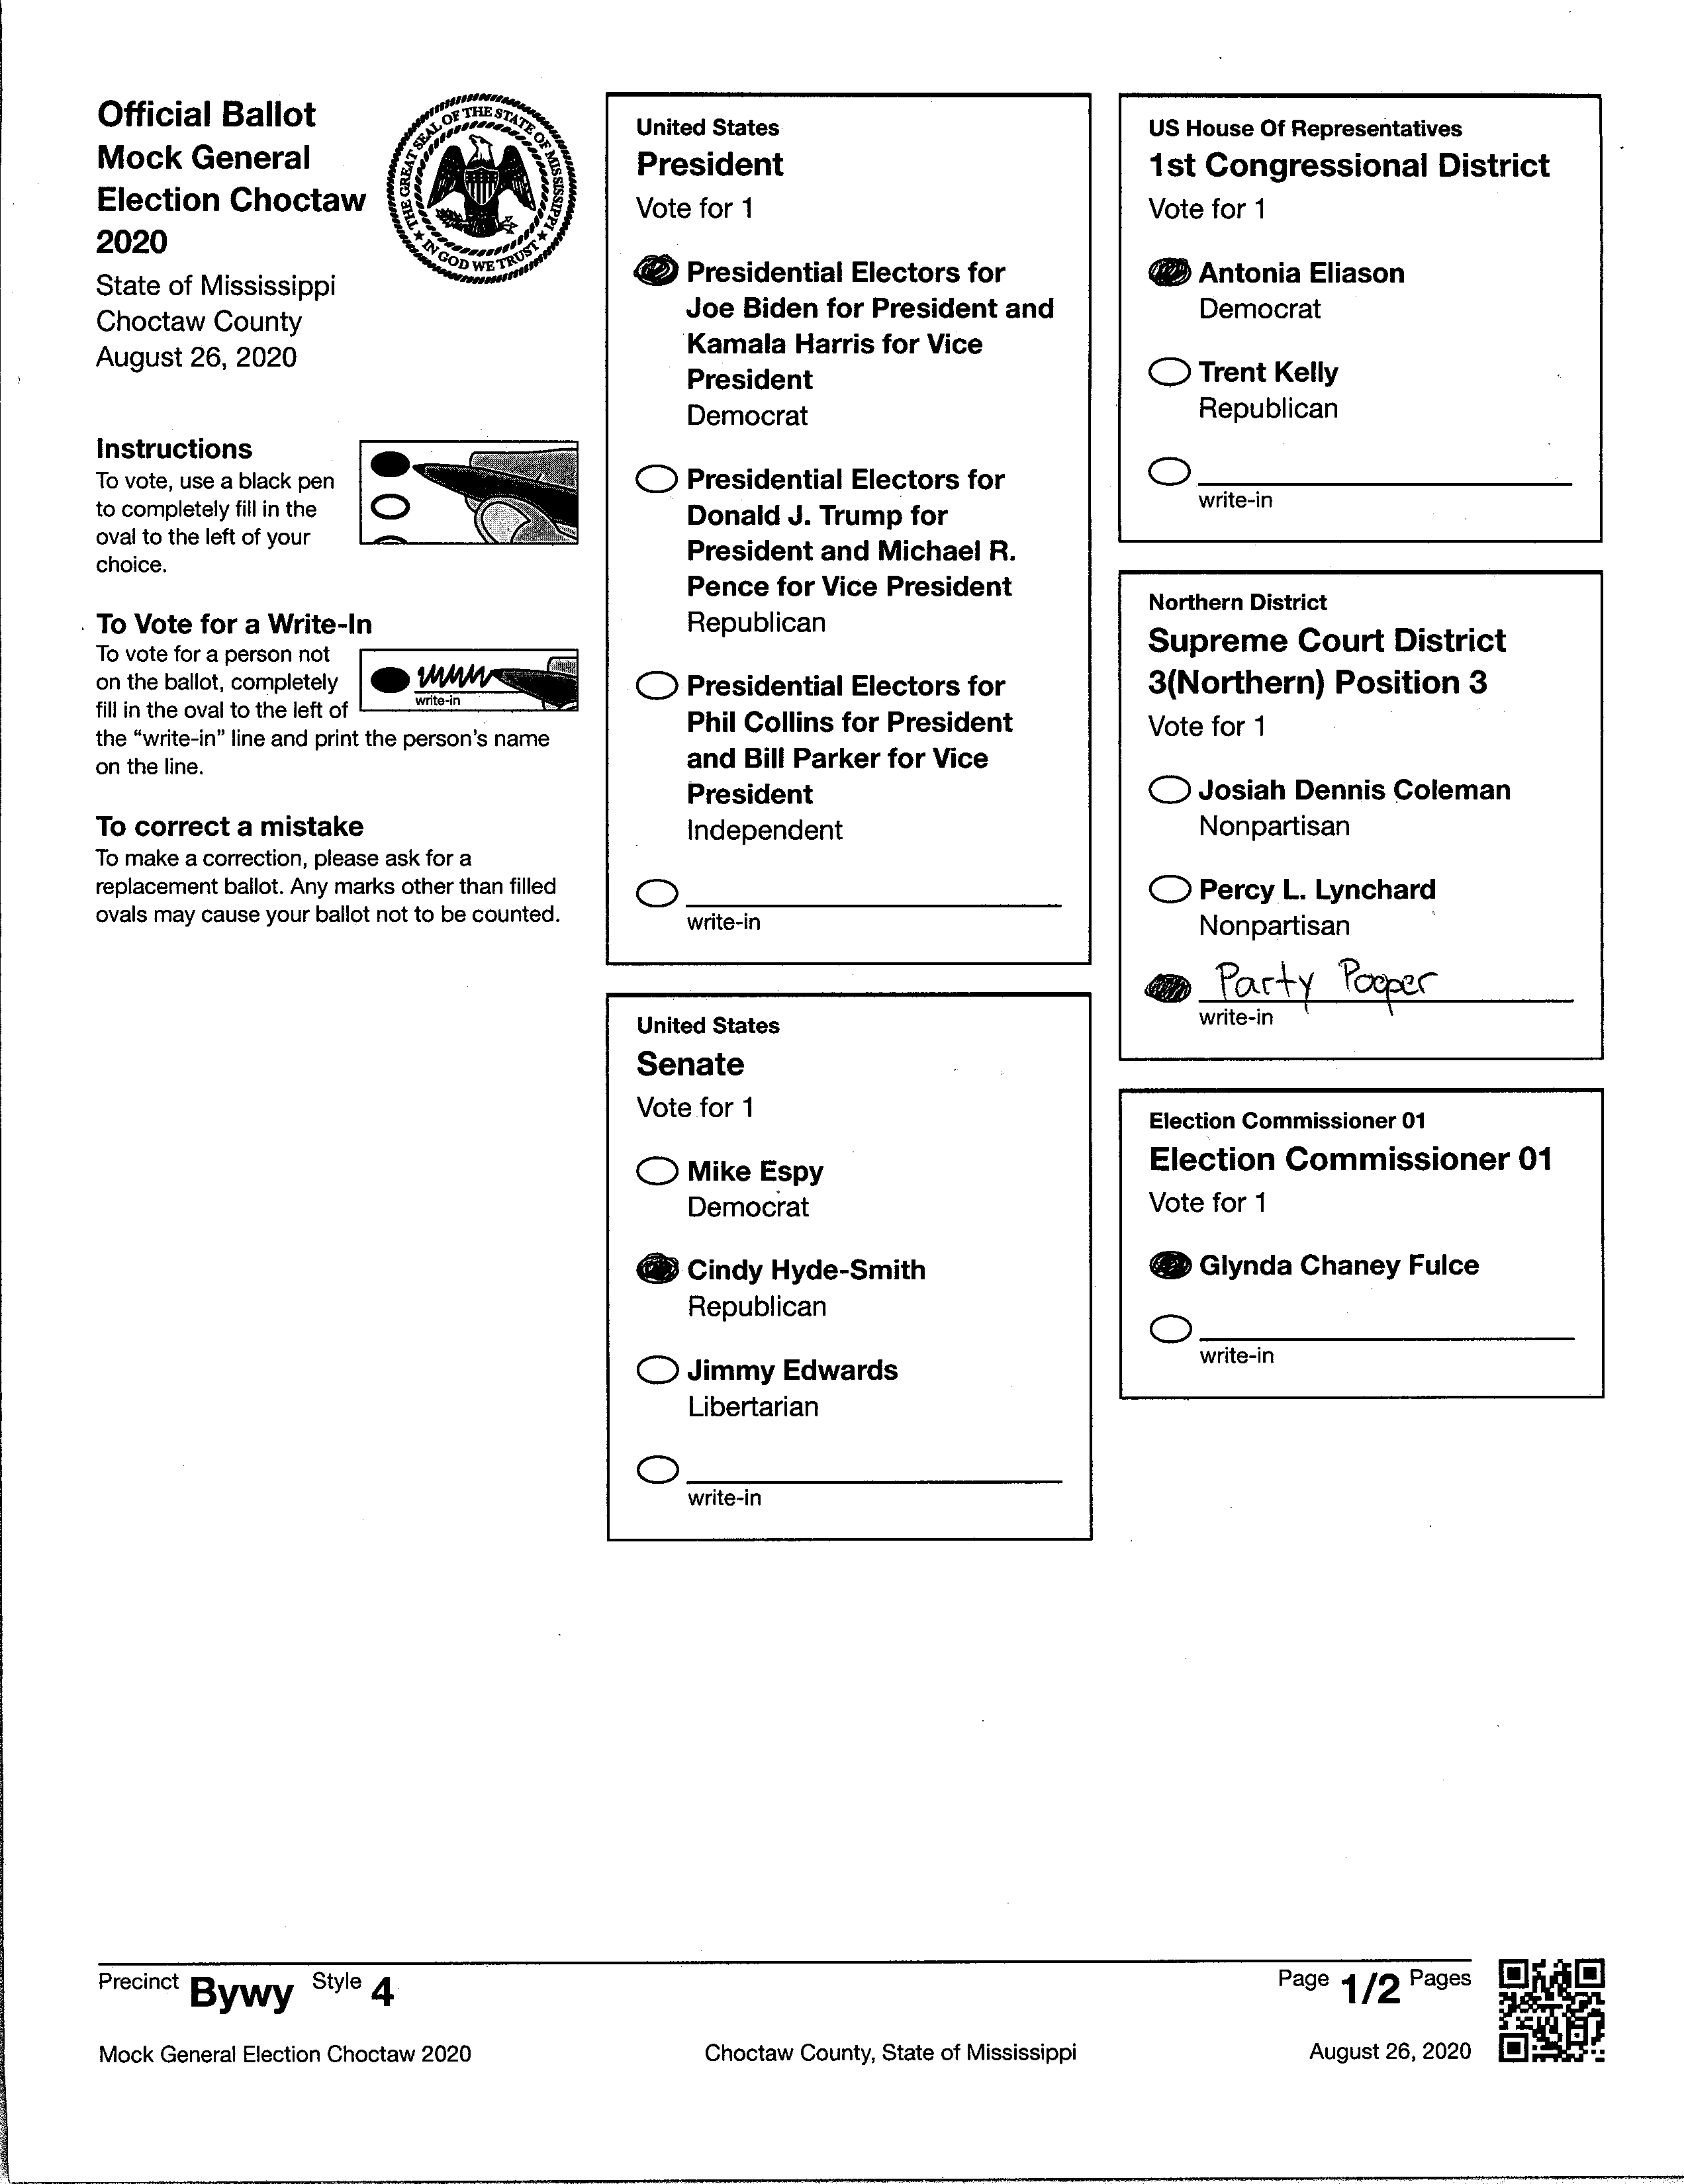 Official Ballot
Mock General
Election Choctaw
2020
State of Mississippi
Choctaw County
August 26, 2020
THE GREAT SEAL OF THE STATE OF MISSISSIPPI
IN GOD WE TRUST
Instructions
To vote, use a black pen
to completely fill in the
oval to the left of your
choice.
To Vote for a Write-In
To vote for a person not
on the ballot, completely
fill in the oval to the left of
the “write-in” line and print the person's name
on the line.
write-in
To correct a mistake
To make a correction, please ask for a
replacement ballot. Any marks other than filled
ovals may cause your ballot not to be counted.
United States
President
Vote for 1
Presidential Electors for
Joe Biden for President and
Kamala Harris for Vice
President
Democrat
Presidential Electors for
Donald J. Trump for
President and Michael R.
Pence for Vice President
Republican
Presidential Electors for
Phil Collins for President
and Bill Parker for Vice
President
Independent
write-in
United States
Senate
Vote for 1
Mike Espy
Democrat
Cindy Hyde-Smith
Republican
Jimmy Edwards
Libertarian
write-in
US House Of Representatives
1st Congressional District
Vote for 1
Antonia Eliason
Democrat
Trent Kelly
Republican
write-in
Northern District
Supreme Court District
3(Northern) Position 3
Vote for 1
Josiah Dennis Coleman
Nonpartisan
Percy L. Lynchard
Nonpartisan
Party Pooper
write-in
Election Commissioner 01
Election Commissioner 01
Vote for 1
Glynda Chaney Fulce
write-in
Precinct Bywy Style 4
Page 1/2 Pages
Mock General Election Choctaw 2020
Choctaw County, State of Mississippi
August 26, 2020